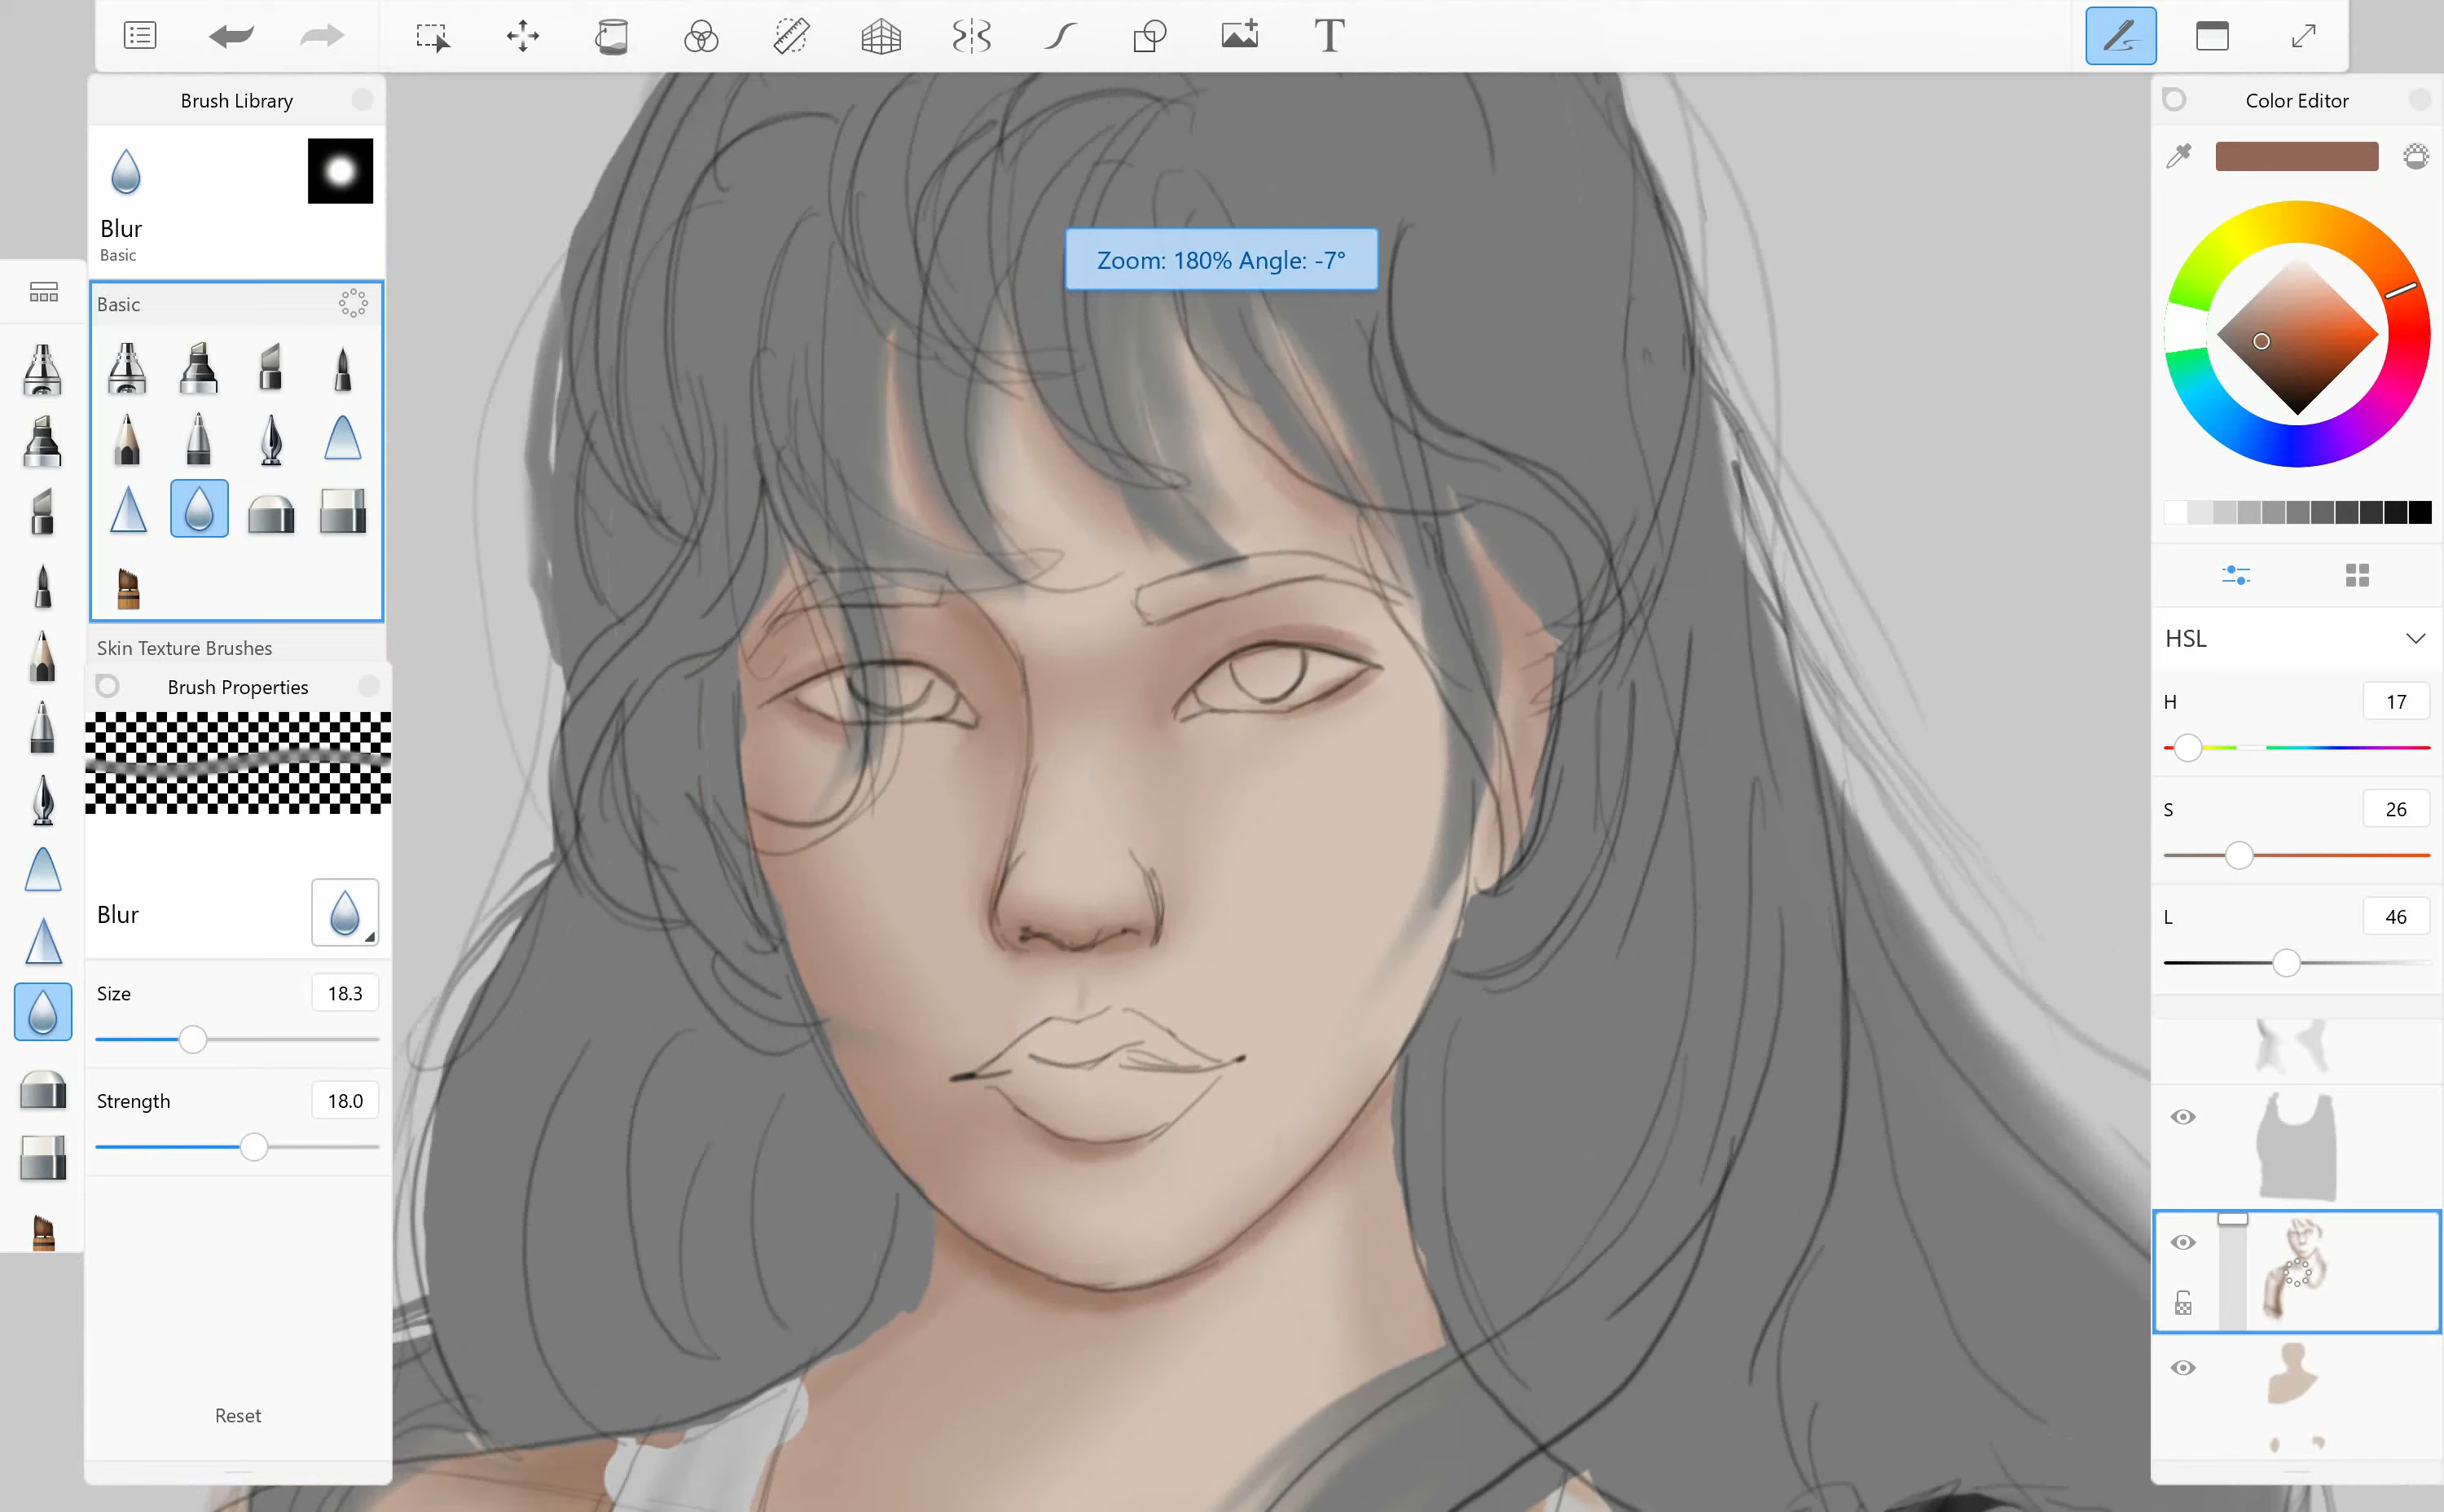 T
Brush Library
Blur
Basic
Basic
Skin Texture Brushes
Brush Properties
Blur
Size 18.3
Strength 18.0
Reset
Zoom: 180% Angle: -7°
Color Editor
HSL
H 17
S 26
L 46